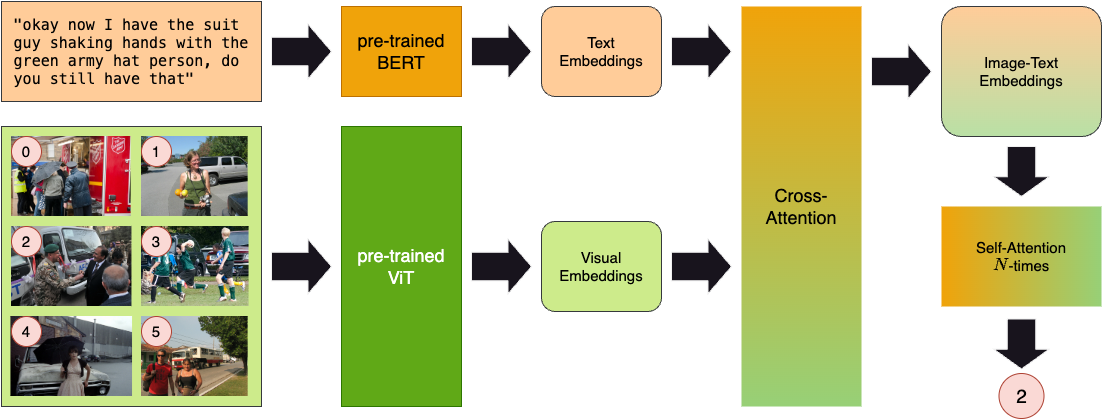 "okay now I have the suit
guy shaking hands with the
green army hat person, do
you still have that"
pre-trained
BERT
Text
Embeddings
Cross-
Attention
Image-Text
Embeddings
0
1
2
3
4
5
pre-trained
ViT
Visual
Embeddings
Self-Attention
N-times
2